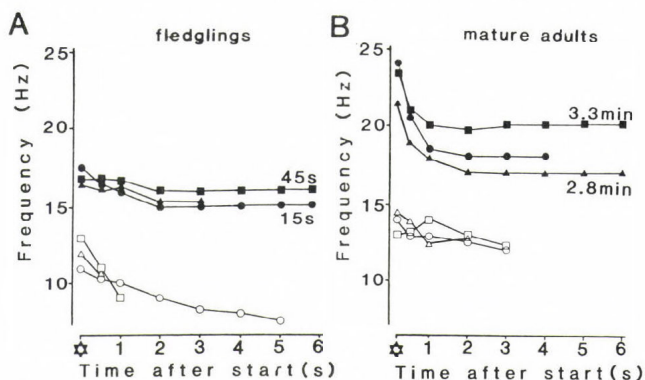 A
fledglings
Frequency (Hz)
25
20
15
10
45s
15s
1 2 3 4 5 6
Time after start(s)
B
mature adults
Frequency (Hz)
25
20
15
10
3.3min
2.8min
1 2 3 4 5 6
Time after start(s)